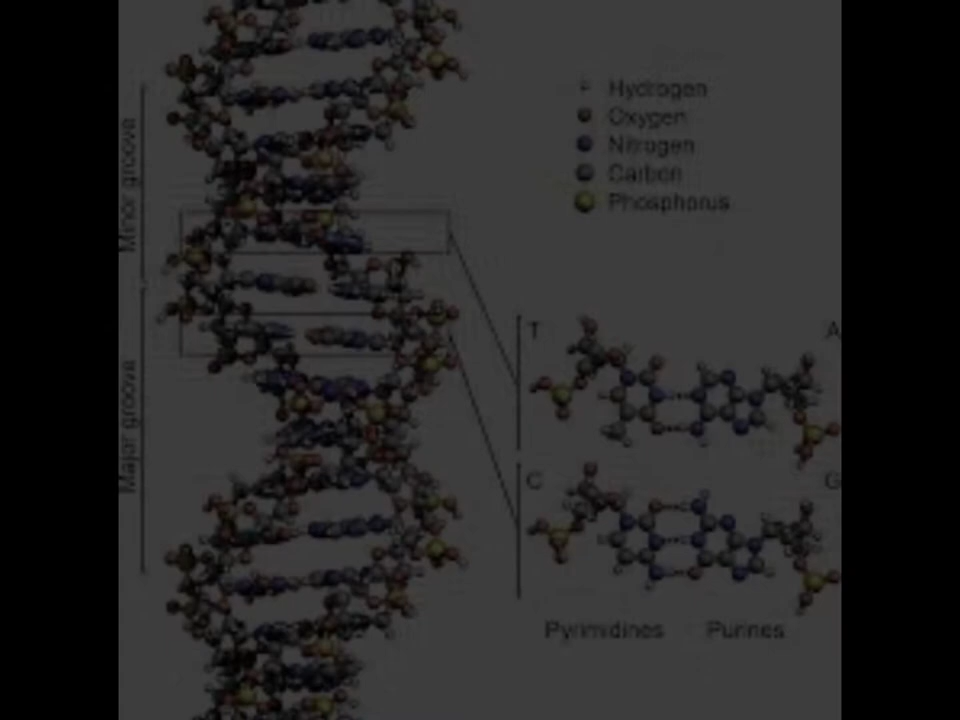 Minor groove
Major groove
Hydrogen
Oxygen
Nitrogen
Carbon
Phosphorus
T A
C G
Pyrimidines Purines